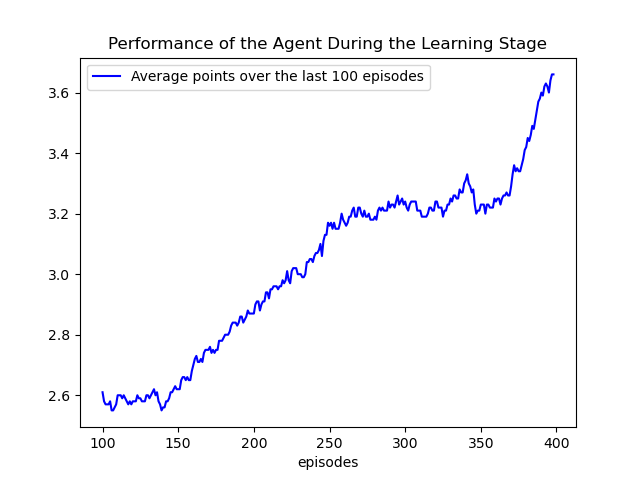 Performance of the Agent During the Learning Stage
Average points over the last 100 episodes
3.6
3.4
3.2
3.0
2.8
2.6
100 150 200 250 300 350 400
episodes